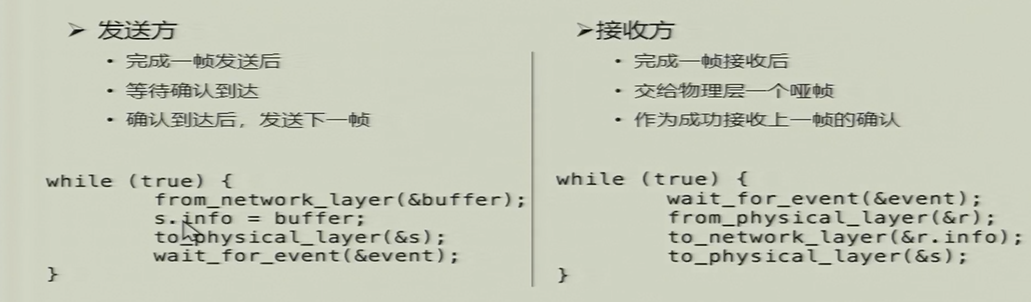 ➢ 发送方
• 完成一帧发送后
• 等待确认到达
• 确认到达后，发送下一帧
while (true) {
from_network_layer(&buffer);
s.info = buffer;
to_physical_layer(&s);
wait_for_event(&event);
}
➢接收方
• 完成一帧接收后
• 交给物理层一个哑帧
• 作为成功接收上一帧的确认
while (true) {
wait_for_event(&event);
from_physical_layer(&r);
to_network_layer(&r.info);
to_physical_layer(&s);
}